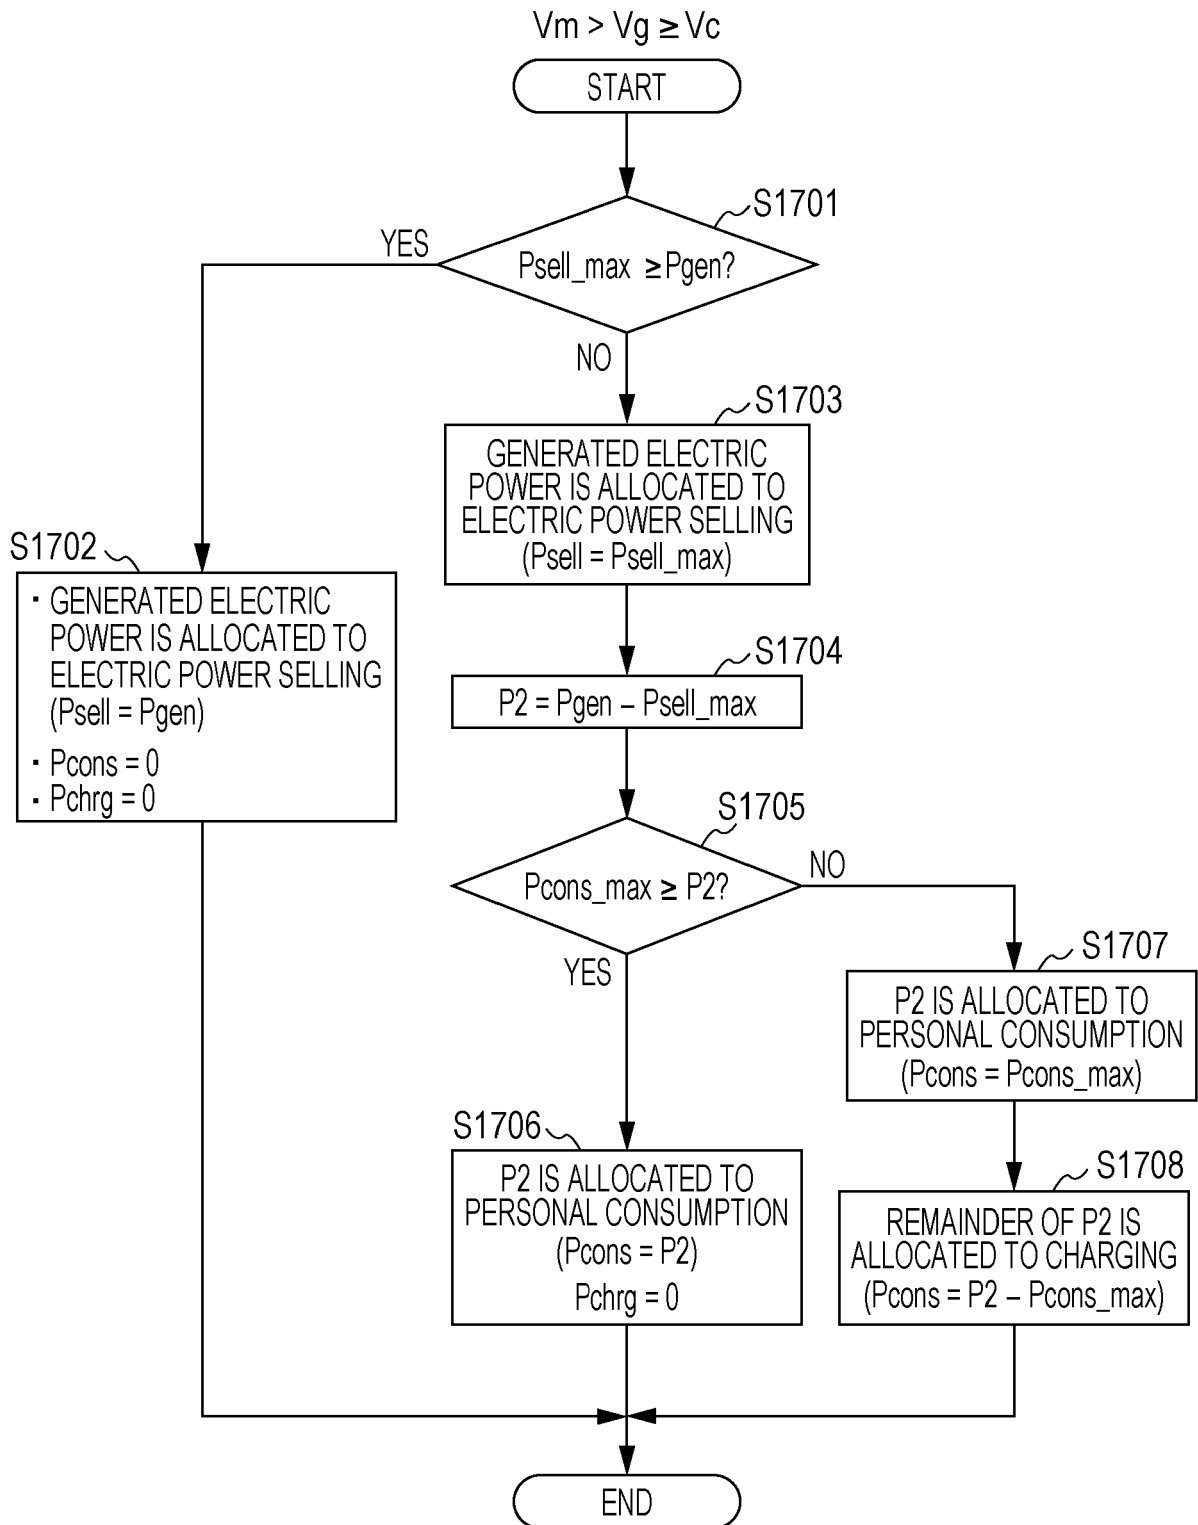 Vm > Vg ≥ Vc
START
S1701
YES
Psell_max ≥Pgen?
NO
S1703
GENERATED ELECTRIC
POWER IS ALLOCATED TO
ELECTRIC POWER SELLING
(Psell = Psell_max)
S1702
· GENERATED ELECTRIC
POWER IS ALLOCATED TO
ELECTRIC POWER SELLING
(Psell = Pgen)
· Pcons = 0
· Pchrg = 0
S1704
P2 = Pgen – Psell_max
S1705
Pcons_max ≥ P2?
NO
YES
S1707
P2 IS ALLOCATED TO
PERSONAL CONSUMPTION
(Pcons = Pcons_max)
S1706
P2 IS ALLOCATED TO
PERSONAL CONSUMPTION
(Pcons = P2)
Pchrg = 0
S1708
REMAINDER OF P2 IS
ALLOCATED TO CHARGING
(Pcons = P2 – Pcons_max)
END